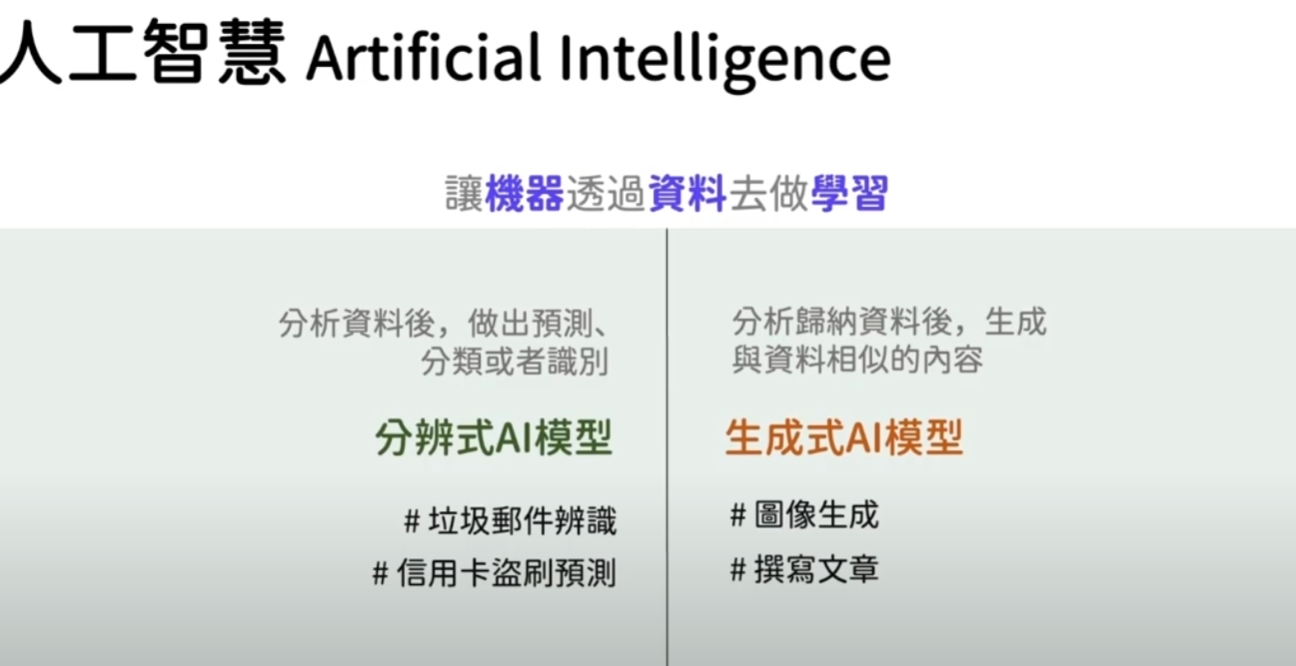 人工智慧 Artificial Intelligence
讓機器透過資料去做學習
分析資料後，做出預測、
分類或者識別
分辨式AI模型
# 垃圾郵件辨識
# 信用卡盜刷預測
分析歸納資料後，生成
與資料相似的內容
生成式AI模型
# 圖像生成
# 撰寫文章